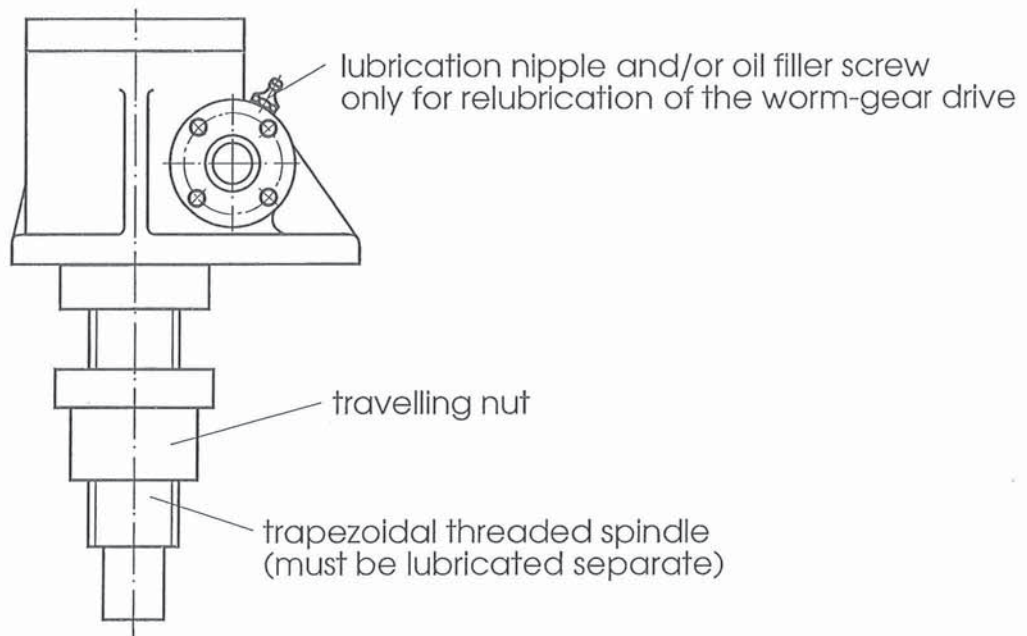 lubrication nipple and/or oil filler screw
only for relubrication of the worm-gear drive
travelling nut
trapezoidal threaded spindle
(must be lubricated separate)